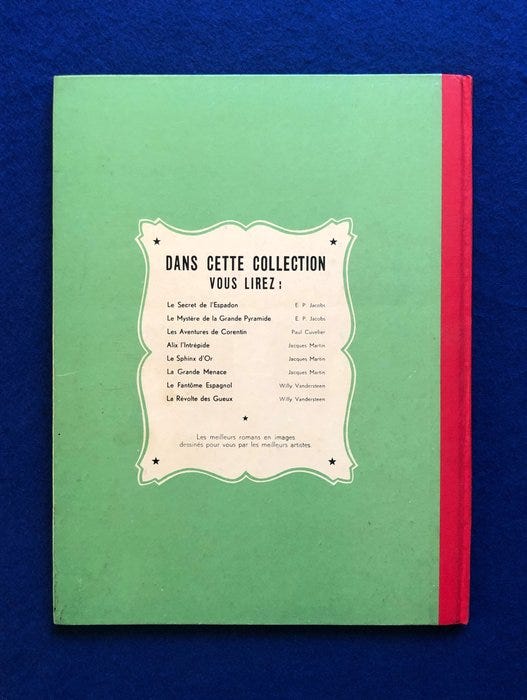 DANS CETTE COLLECTION
VOUS LIREZ :
Le Secret de l'Espadon E. P. Jacobs
Le Mystère de la Grande Pyramide E. P. Jacobs
Les Aventures de Corentin Paul Cuvelier
Alix l'Intrépide Jacques Martin
Le Sphinx d'Or Jacques Martin
La Grande Menace Jacques Martin
Le Fantôme Espagnol Willy Vandersteen
La Révolte des Gueux Willy Vandersteen
Les meilleurs romans en images
dessinés pour vous par les meilleurs artistes.